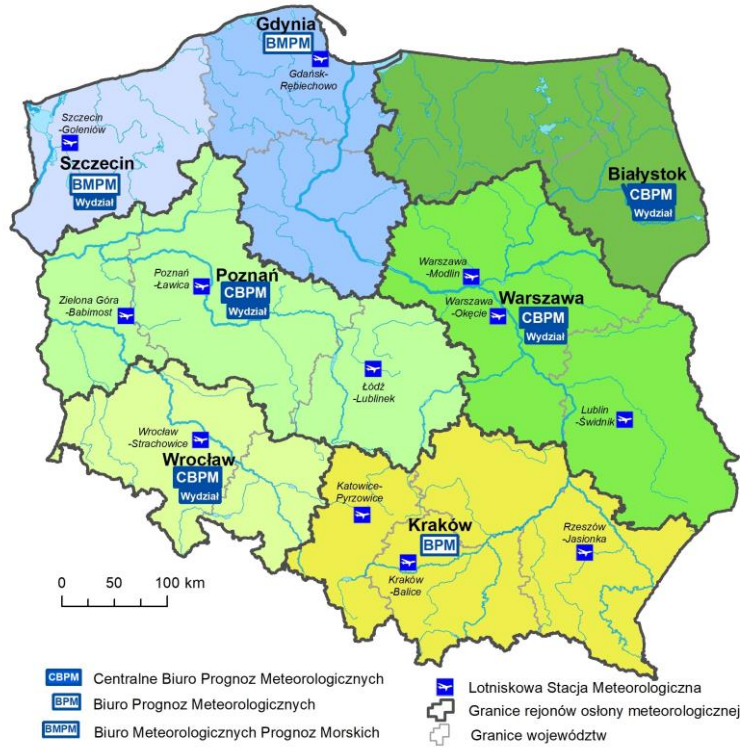 Gdynia
BMPM
Gdańsk-
Rębiechowo
Szczecin
-Goleniów
Szczecin
BMPM
Wydział
Białystok
CBPM
Wydział
Poznań
-Ławica
Poznań
CBPM
Wydział
Warszawa
-Modlin
Warszawa
-Okęcie
Warszawa
CBPM
Wydział
Zielona Góra
-Babimost
Łódź
-Lublinek
Lublin
-Świdnik
Wrocław
-Strachowice
Wrocław
CBPM
Wydział
Katowice-
Pyrzowice
Kraków
BPM
Kraków
-Balice
Rzeszów
-Jasionka
0 50 100 km
CBPM Centralne Biuro Prognoz Meteorologicznych
BPM Biuro Prognoz Meteorologicznych
BMPM Biuro Meteorologicznych Prognoz Morskich
Lotniskowa Stacja Meteorologiczna
Granice rejonów osłony meteorologicznej
Granice województw